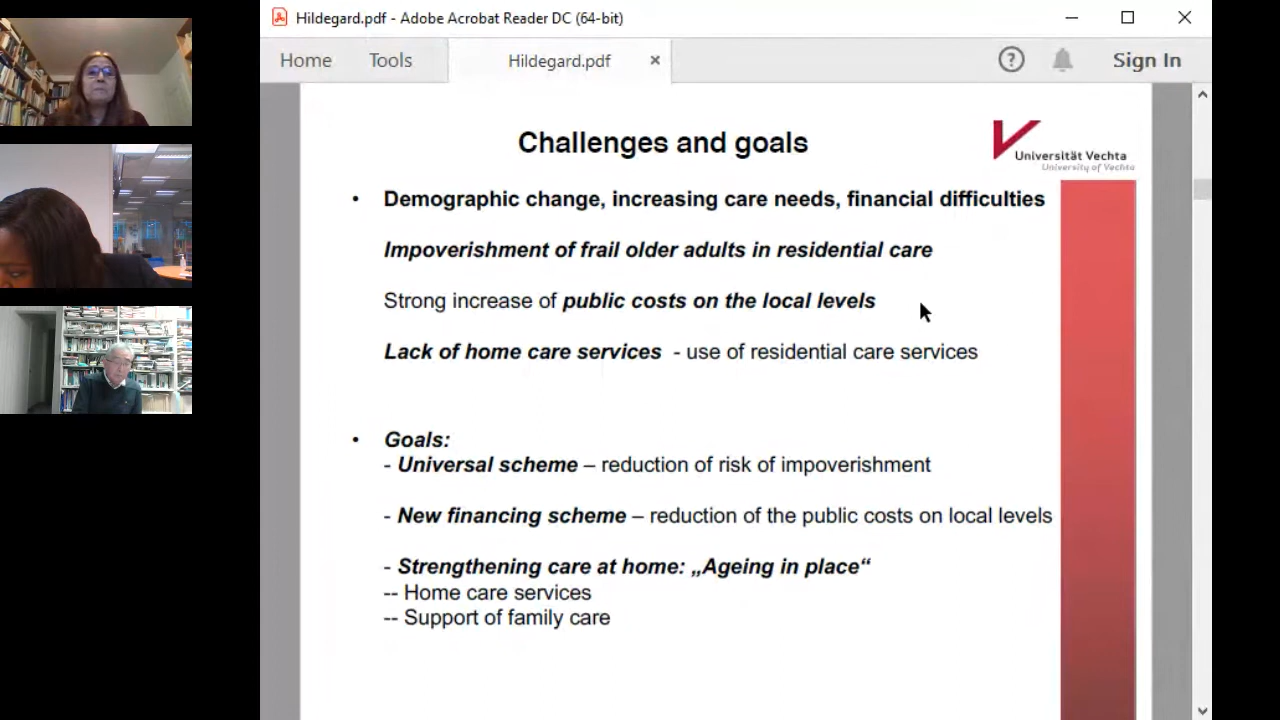 Hildegard.pdf - Adobe Acrobat Reader DC (64-bit)
Home Tools Hildegard.pdf × ? Sign In
Challenges and goals
Universität Vechta
University of Vechta
• Demographic change, increasing care needs, financial difficulties
Impoverishment of frail older adults in residential care
Strong increase of public costs on the local levels
Lack of home care services - use of residential care services
• Goals:
- Universal scheme – reduction of risk of impoverishment
- New financing scheme – reduction of the public costs on local levels
- Strengthening care at home: „Ageing in place“
-- Home care services
-- Support of family care